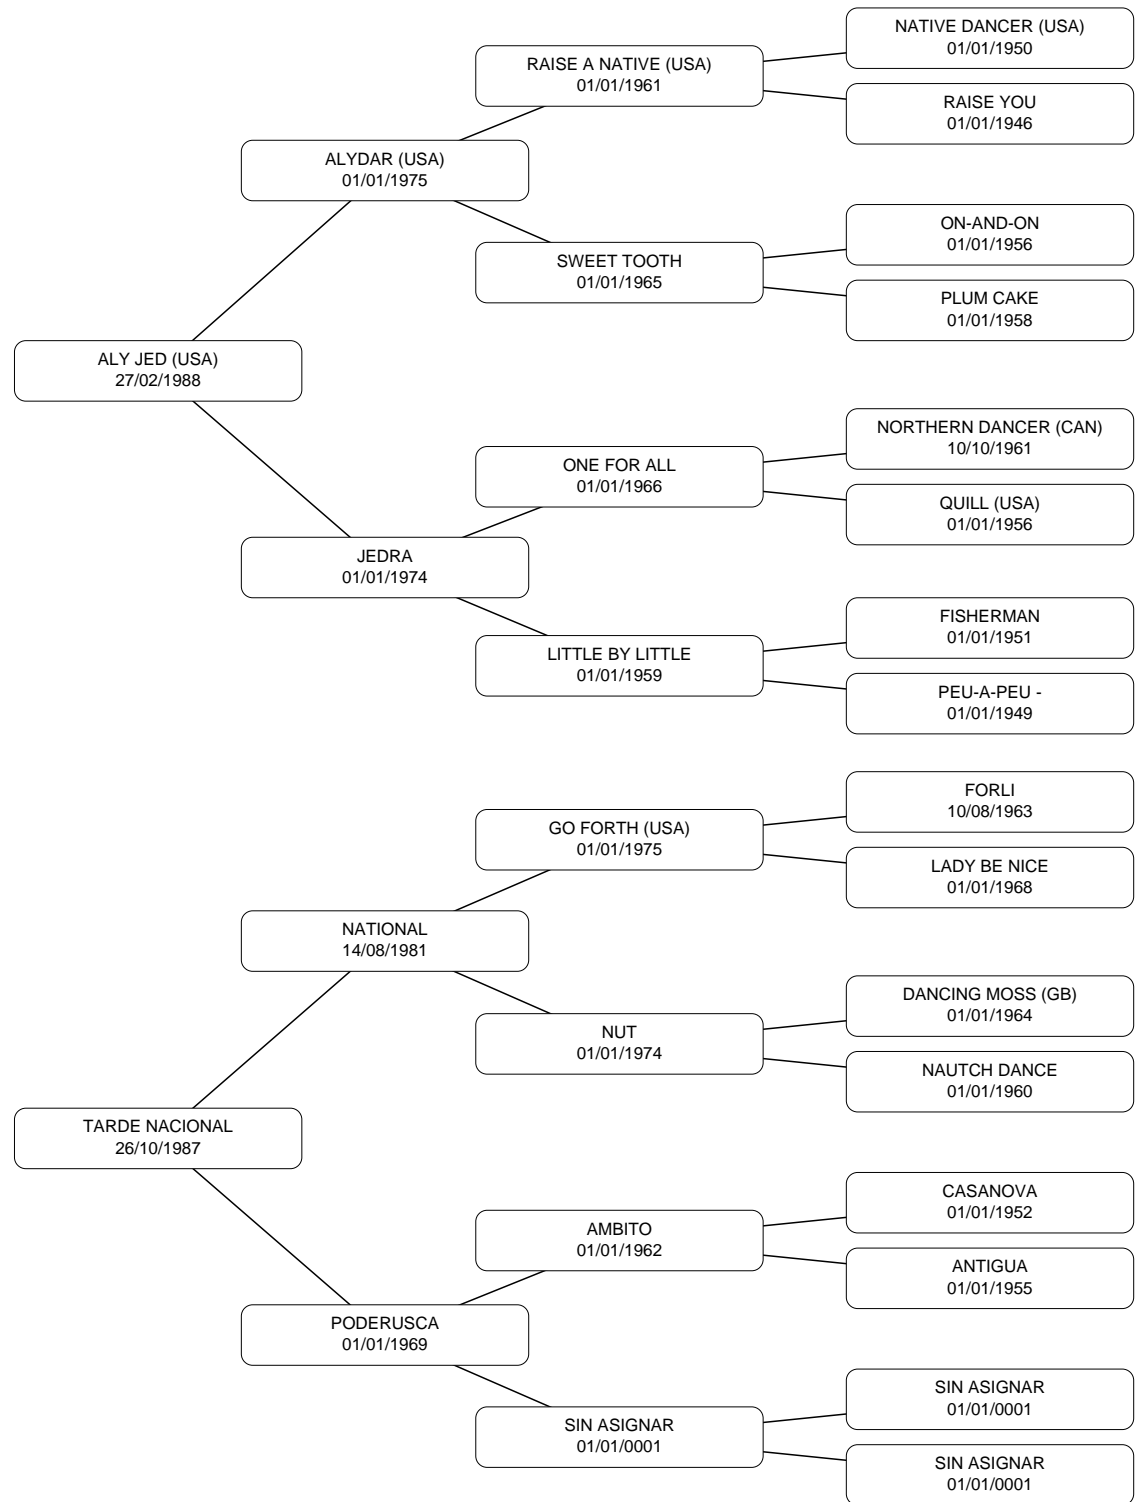 NATIVE DANCER (USA)
01/01/1950
RAISE A NATIVE (USA)
01/01/1961
RAISE YOU
01/01/1946
ALYDAR (USA)
01/01/1975
ON-AND-ON
01/01/1956
SWEET TOOTH
01/01/1965
PLUM CAKE
01/01/1958
ALY JED (USA)
27/02/1988
NORTHERN DANCER (CAN)
10/10/1961
ONE FOR ALL
01/01/1966
QUILL (USA)
01/01/1956
JEDRA
01/01/1974
FISHERMAN
01/01/1951
LITTLE BY LITTLE
01/01/1959
PEU-A-PEU -
01/01/1949
FORLI
10/08/1963
GO FORTH (USA)
01/01/1975
LADY BE NICE
01/01/1968
NATIONAL
14/08/1981
DANCING MOSS (GB)
01/01/1964
NUT
01/01/1974
NAUTCH DANCE
01/01/1960
TARDE NACIONAL
26/10/1987
CASANOVA
01/01/1952
AMBITO
01/01/1962
ANTIGUA
01/01/1955
PODERUSCA
01/01/1969
SIN ASIGNAR
01/01/0001
SIN ASIGNAR
01/01/0001
SIN ASIGNAR
01/01/0001